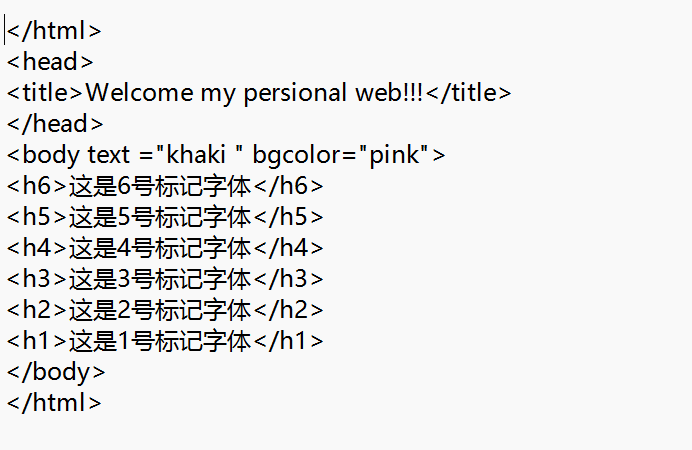 </html>
<head>
<title>Welcome my persional web!!!</title>
</head>
<body text ="khaki " bgcolor="pink">
<h6>这是6号标记字体</h6>
<h5>这是5号标记字体</h5>
<h4>这是4号标记字体</h4>
<h3>这是3号标记字体</h3>
<h2>这是2号标记字体</h2>
<h1>这是1号标记字体</h1>
</body>
</html>